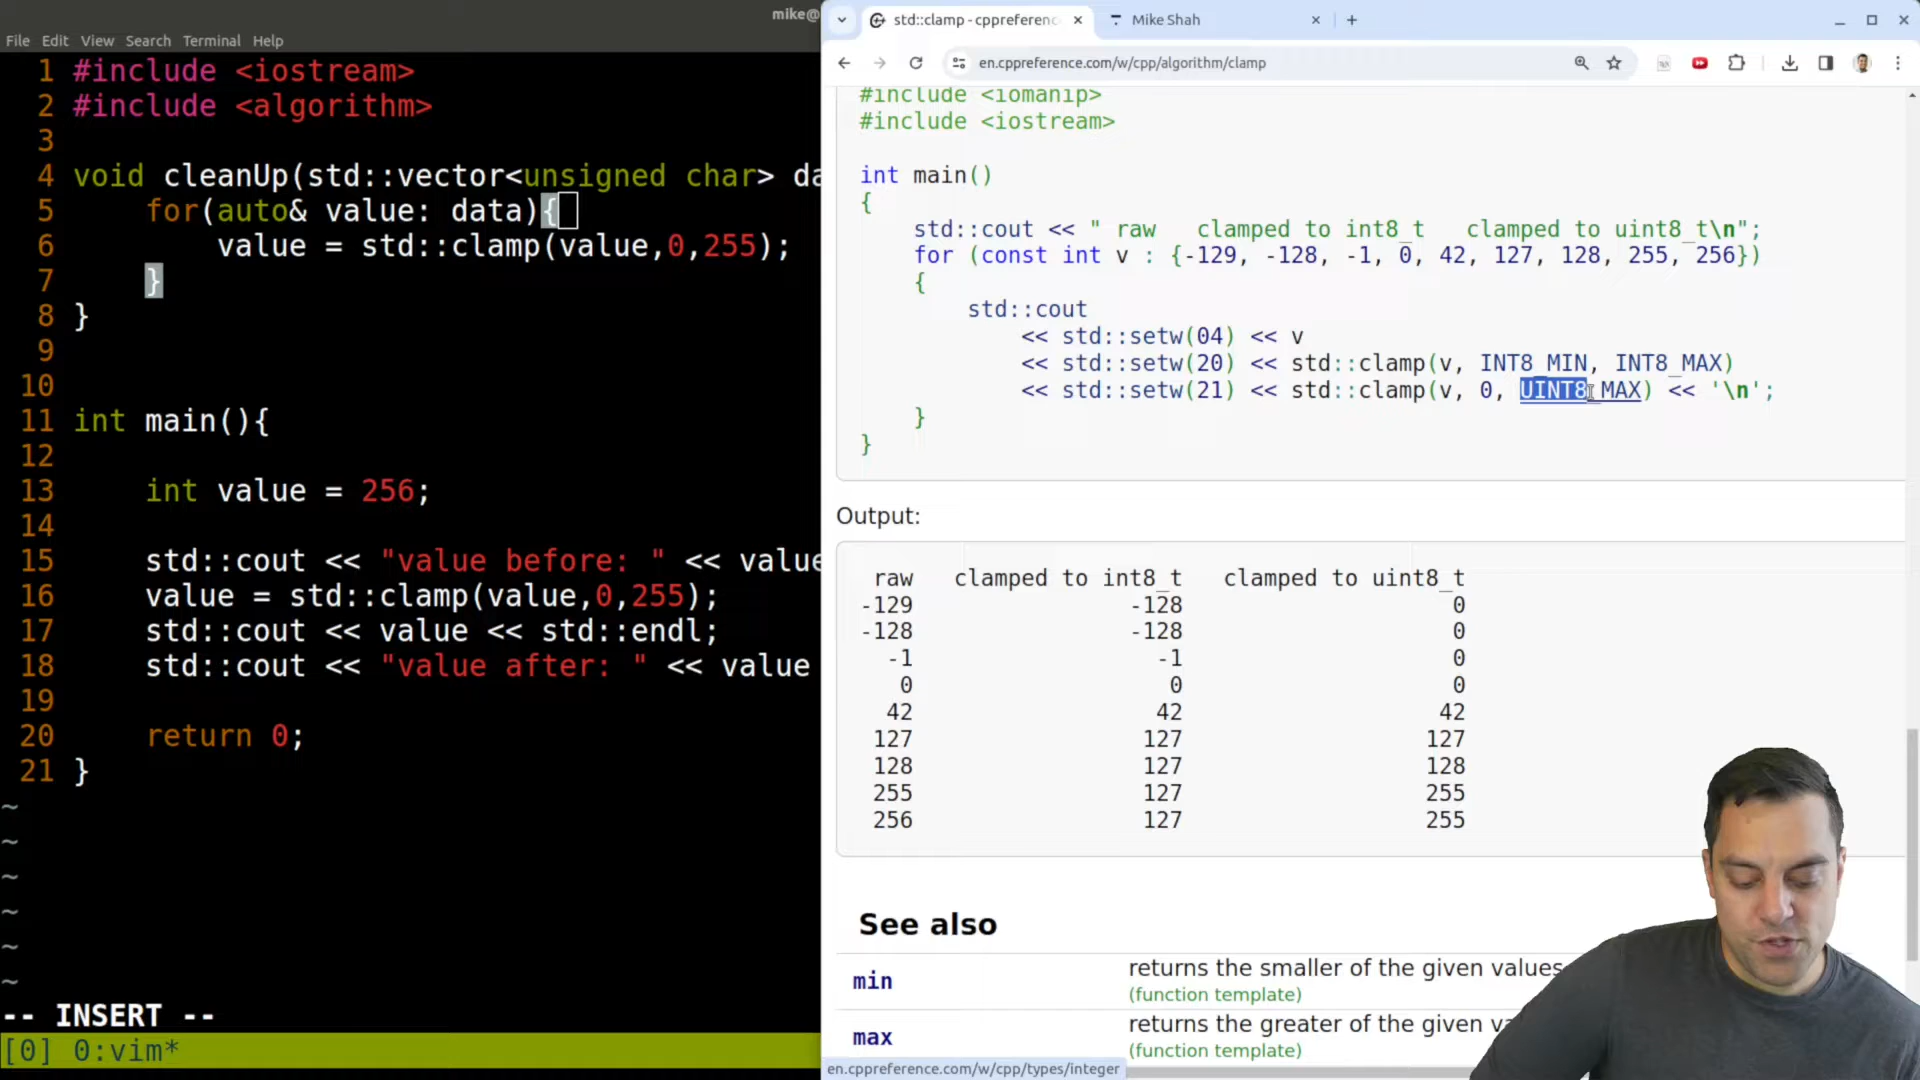 mike@
File Edit View Search Terminal Help
1 #include <iostream>
2 #include <algorithm>
3
4 void cleanUp(std::vector<unsigned char> da
5 for(auto& value: data){
6 value = std::clamp(value,0,255);
7 }
8 }
9
10
11 int main(){
12
13 int value = 256;
14
15 std::cout << "value before: " << value
16 value = std::clamp(value,0,255);
17 std::cout << value << std::endl;
18 std::cout << "value after: " << value
19
20 return 0;
21 }
~
~
~
~
~
~
-- INSERT --
[0] 0:vim*
std::clamp - cppreference
Mike Shah
en.cppreference.com/w/cpp/algorithm/clamp
#include <iomanip>
#include <iostream>
int main()
{
std::cout << " raw   clamped to int8_t   clamped to uint8_t\n";
for (const int v : {-129, -128, -1, 0, 42, 127, 128, 255, 256})
{
std::cout
<< std::setw(04) << v
<< std::setw(20) << std::clamp(v, INT8_MIN, INT8_MAX)
<< std::setw(21) << std::clamp(v, 0, UINT8_MAX) << '\n';
}
}
Output:
raw clamped to int8_t clamped to uint8_t
-129 -128 0
-128 -128 0
-1 -1 0
0 0 0
42 42 42
127 127 127
128 127 128
255 127 255
256 127 255
See also
min returns the smaller of the given values
(function template)
max returns the greater of the given va
(function template)
en.cppreference.com/w/cpp/types/integer